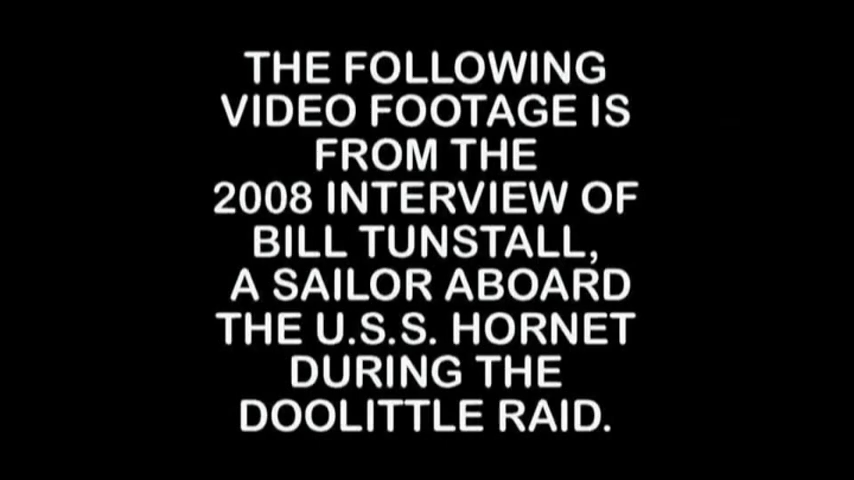 THE FOLLOWING
VIDEO FOOTAGE IS
FROM THE
2008 INTERVIEW OF
BILL TUNSTALL,
A SAILOR ABOARD
THE U.S.S. HORNET
DURING THE
DOOLITTLE RAID.